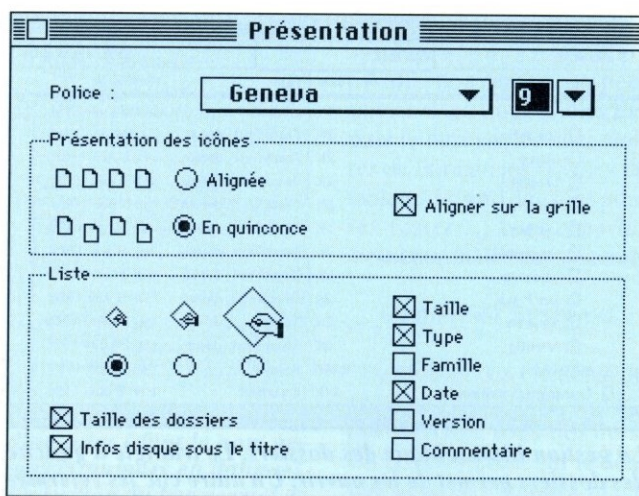 Présentation
Police : Geneva 9
Présentation des icônes
Alignée
Aligner sur la grille
En quinconce
Liste
Taille
Type
Famille
Date
Version
Commentaire
Taille des dossiers
Infos disque sous le titre